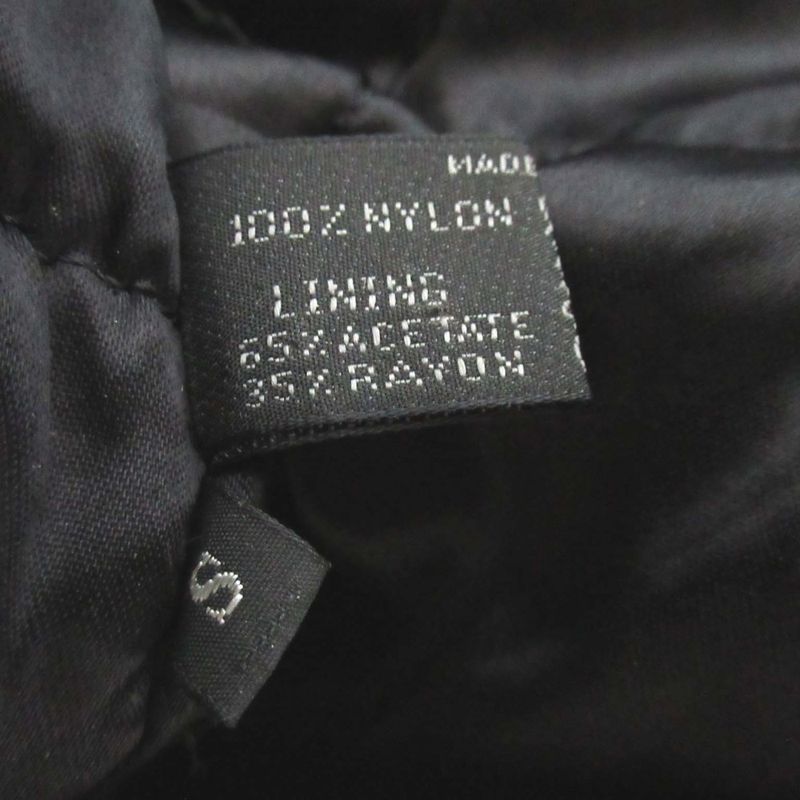 MADE
100% NYLON
LINING
65% ACETATE
35% RAYON
S